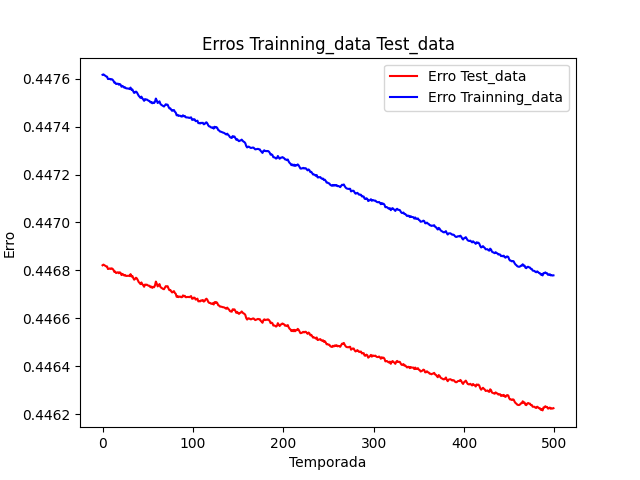 Erros Trainning_data Test_data
Erro Test_data
Erro Trainning_data
0.4476
0.4474
0.4472
0.4470
0.4468
0.4466
0.4464
0.4462
Erro
0 100 200 300 400 500
Temporada